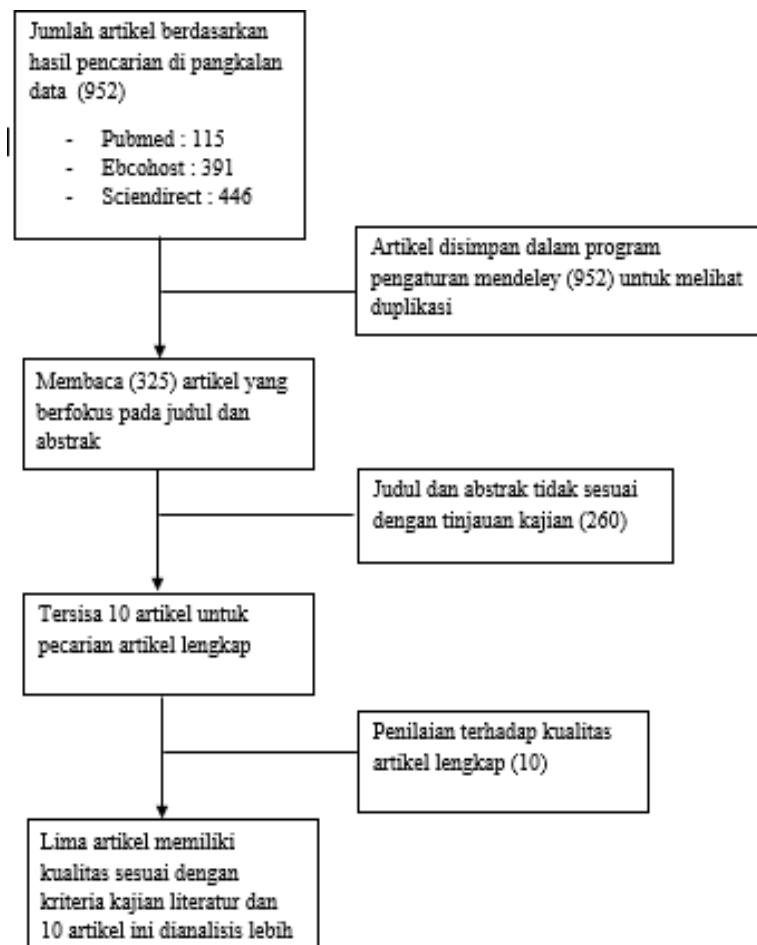 Jumlah artikel berdasarkan
hasil pencarian di pangkalan
data (952)
- Pubmed : 115
- Ebcohost : 391
- Sciendirect : 446
Artikel disimpan dalam program
pengaturan mendeley (952) untuk melihat
duplikasi
Membaca (325) artikel yang
berfokus pada judul dan
abstrak
Judul dan abstrak tidak sesuai
dengan tinjauan kajian (260)
Tersisa 10 artikel untuk
pecarian artikel lengkap
Penilaian terhadap kualitas
artikel lengkap (10)
Lima artikel memiliki
kualitas sesuai dengan
kriteria kajian literatur dan
10 artikel ini dianalisis lebih